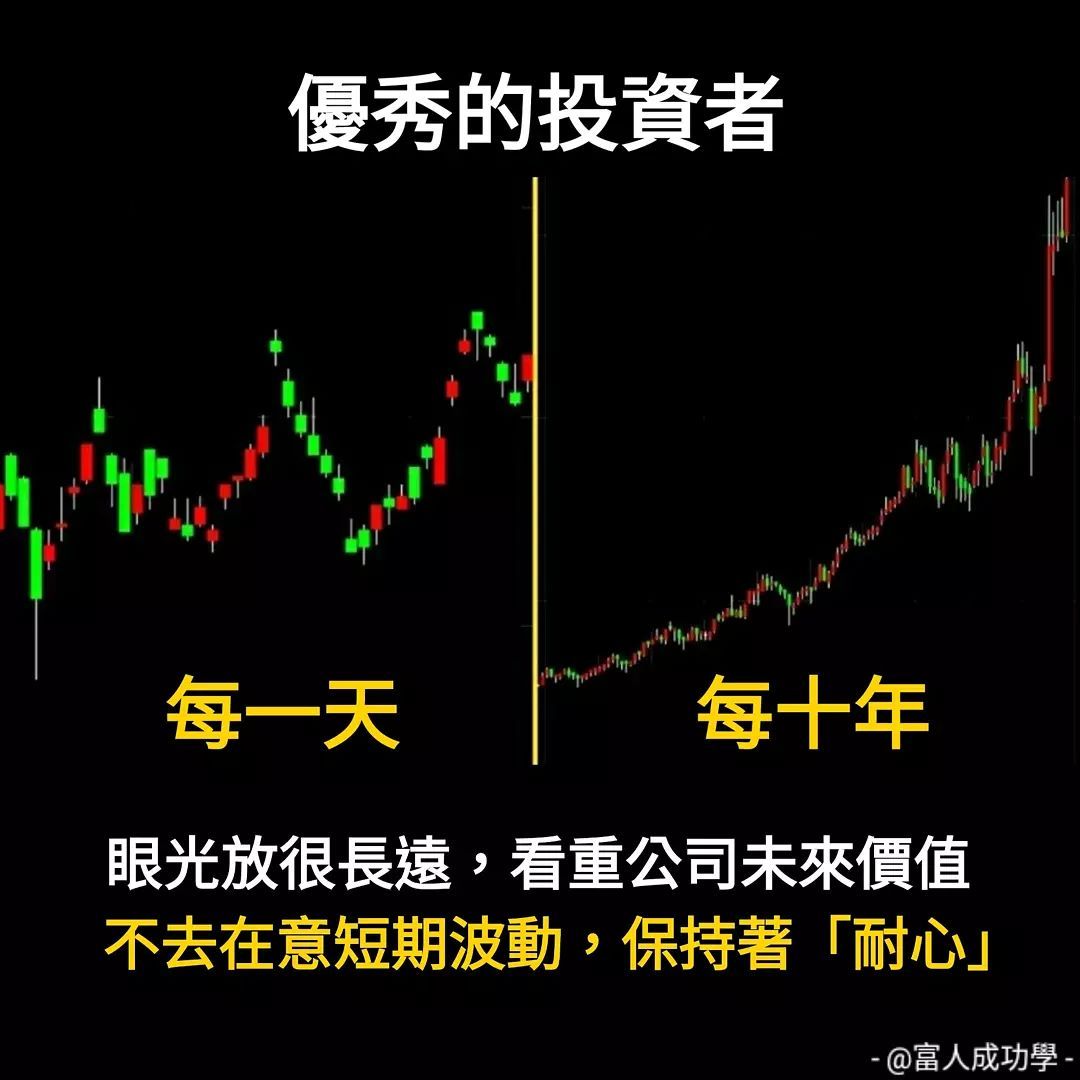 優秀的投資者
每一天
每十年
眼光放很長遠，看重公司未來價值
不去在意短期波動，保持著「耐心」
- @富人成功學 -